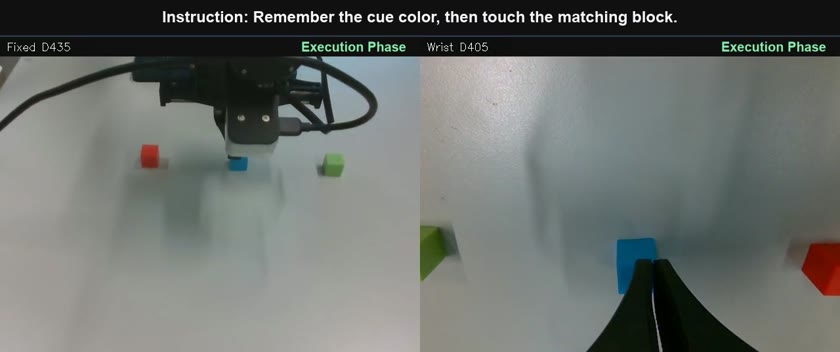 Instruction: Remember the cue color, then touch the matching block.
Fixed D435
Execution Phase
Wrist D405
Execution Phase